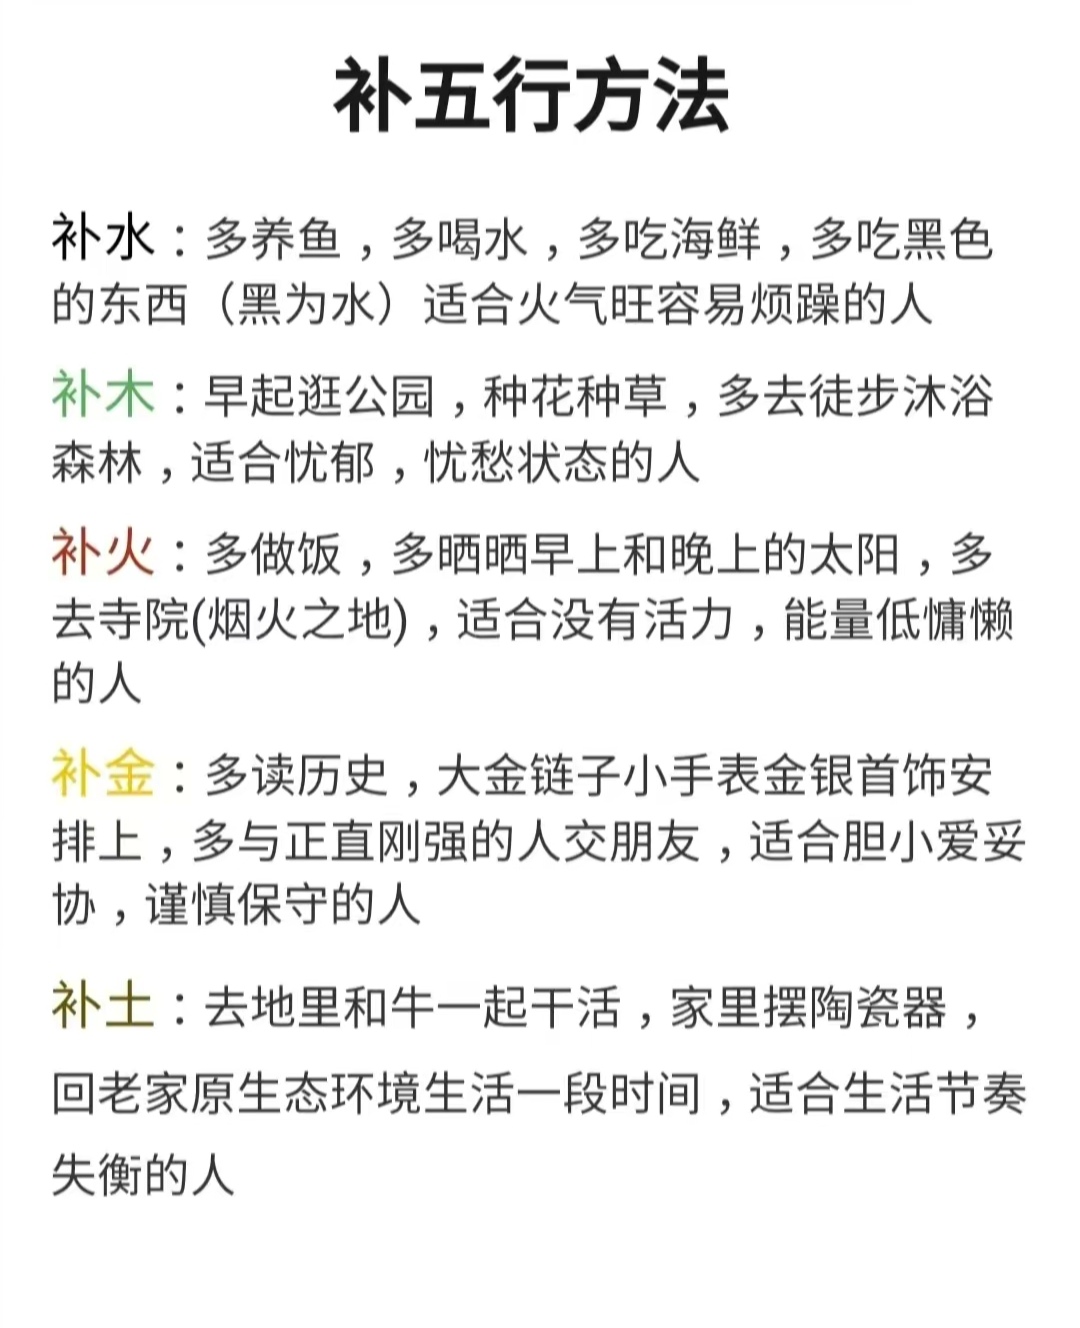 补五行方法
补水：多养鱼，多喝水，多吃海鲜，多吃黑色
的东西（黑为水）适合火气旺容易烦躁的人
补木：早起逛公园，种花种草，多去徒步沐浴
森林，适合忧郁，忧愁状态的人
补火：多做饭，多晒晒早上和晚上的太阳，多
去寺院(烟火之地)，适合没有活力，能量低慵懒
的人
补金：多读历史，大金链子小手表金银首饰安
排上，多与正直刚强的人交朋友，适合胆小爱妥
协，谨慎保守的人
补土：去地里和牛一起干活，家里摆陶瓷器，
回老家原生态环境生活一段时间，适合生活节奏
失衡的人